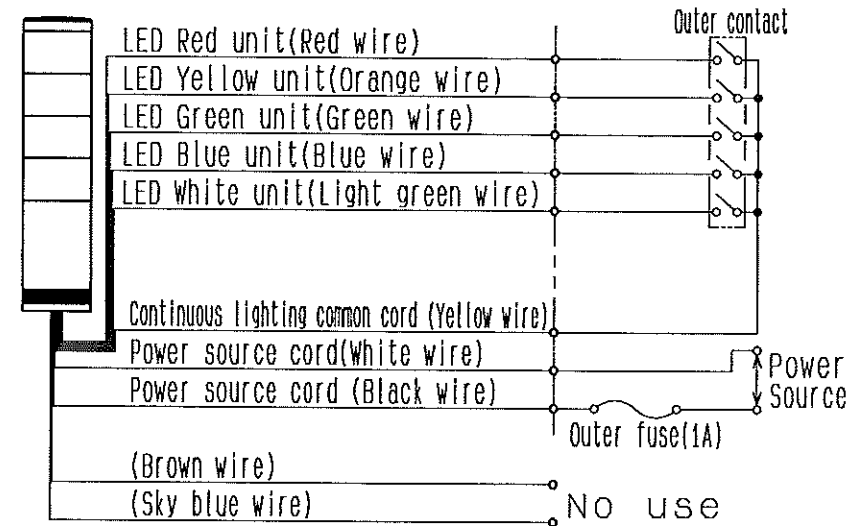 Outer contact
LED Red unit(Red wire)
LED Yellow unit(Orange wire)
LED Green unit(Green wire)
LED Blue unit(Blue wire)
LED White unit(Light green wire)
Continuous lighting common cord (Yellow wire)
Power source cord(White wire)
Power source cord (Black wire)
Power
Source
Outer fuse(1A)
(Brown wire)
(Sky blue wire)
No use